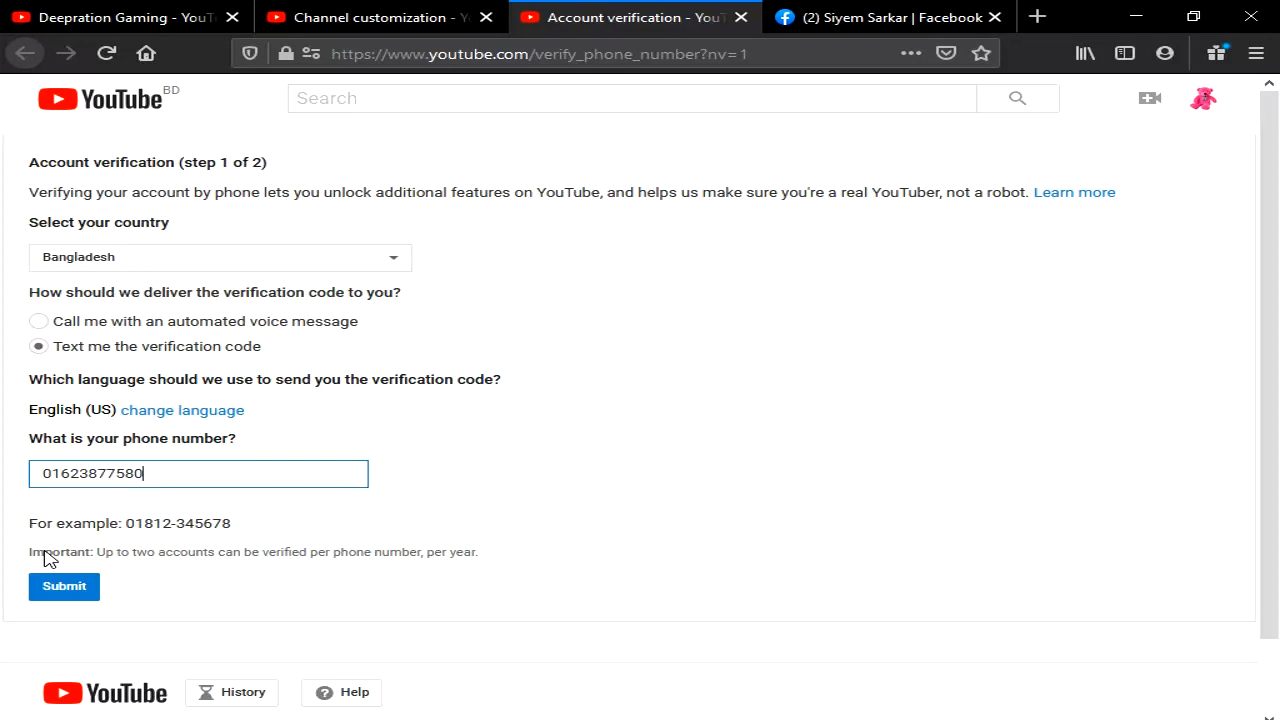 Deepration Gaming - YouT
Channel customization - Y
Account verification - YouT
(2) Siyem Sarkar | Facebook
https://www.youtube.com/verify_phone_number?nv=1
YouTube BD
Search
Account verification (step 1 of 2)
Verifying your account by phone lets you unlock additional features on YouTube, and helps us make sure you're a real YouTuber, not a robot. Learn more
Select your country
Bangladesh
How should we deliver the verification code to you?
Call me with an automated voice message
Text me the verification code
Which language should we use to send you the verification code?
English (US) change language
What is your phone number?
01623877580
For example: 01812-345678
Important: Up to two accounts can be verified per phone number, per year.
Submit
YouTube
History
Help